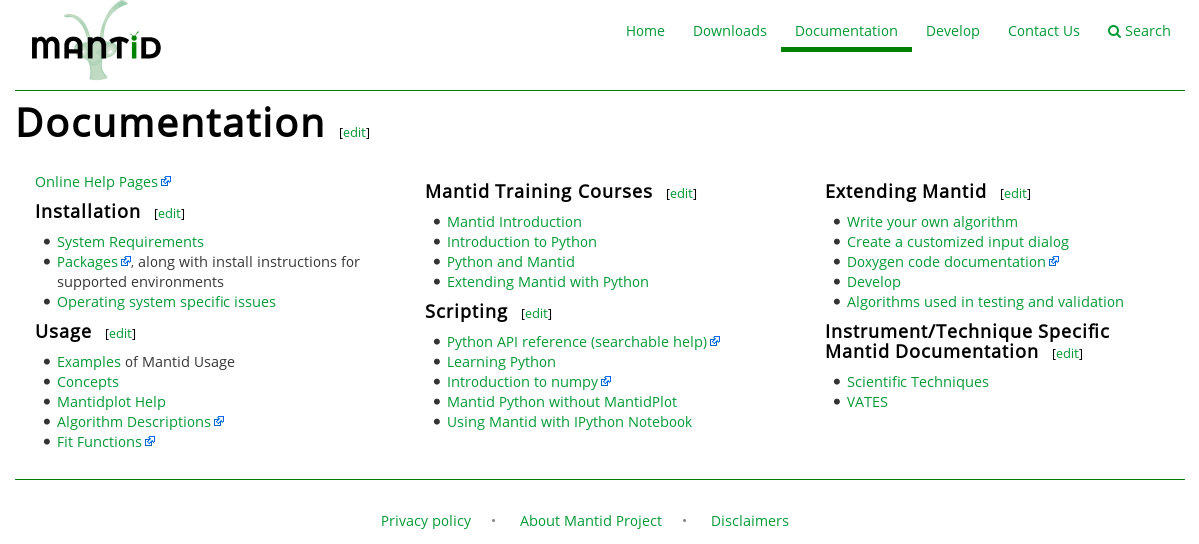 MANTID
Home Downloads Documentation Develop Contact Us Search
Documentation [edit]
Online Help Pages
Installation [edit]
System Requirements
Packages, along with install instructions for
supported environments
Operating system specific issues
Usage [edit]
Examples of Mantid Usage
Concepts
Mantidplot Help
Algorithm Descriptions
Fit Functions
Mantid Training Courses [edit]
Mantid Introduction
Introduction to Python
Python and Mantid
Extending Mantid with Python
Scripting [edit]
Python API reference (searchable help)
Learning Python
Introduction to numpy
Mantid Python without MantidPlot
Using Mantid with IPython Notebook
Extending Mantid [edit]
Write your own algorithm
Create a customized input dialog
Doxygen code documentation
Develop
Algorithms used in testing and validation
Instrument/Technique Specific
Mantid Documentation [edit]
Scientific Techniques
VATES
Privacy policy • About Mantid Project • Disclaimers